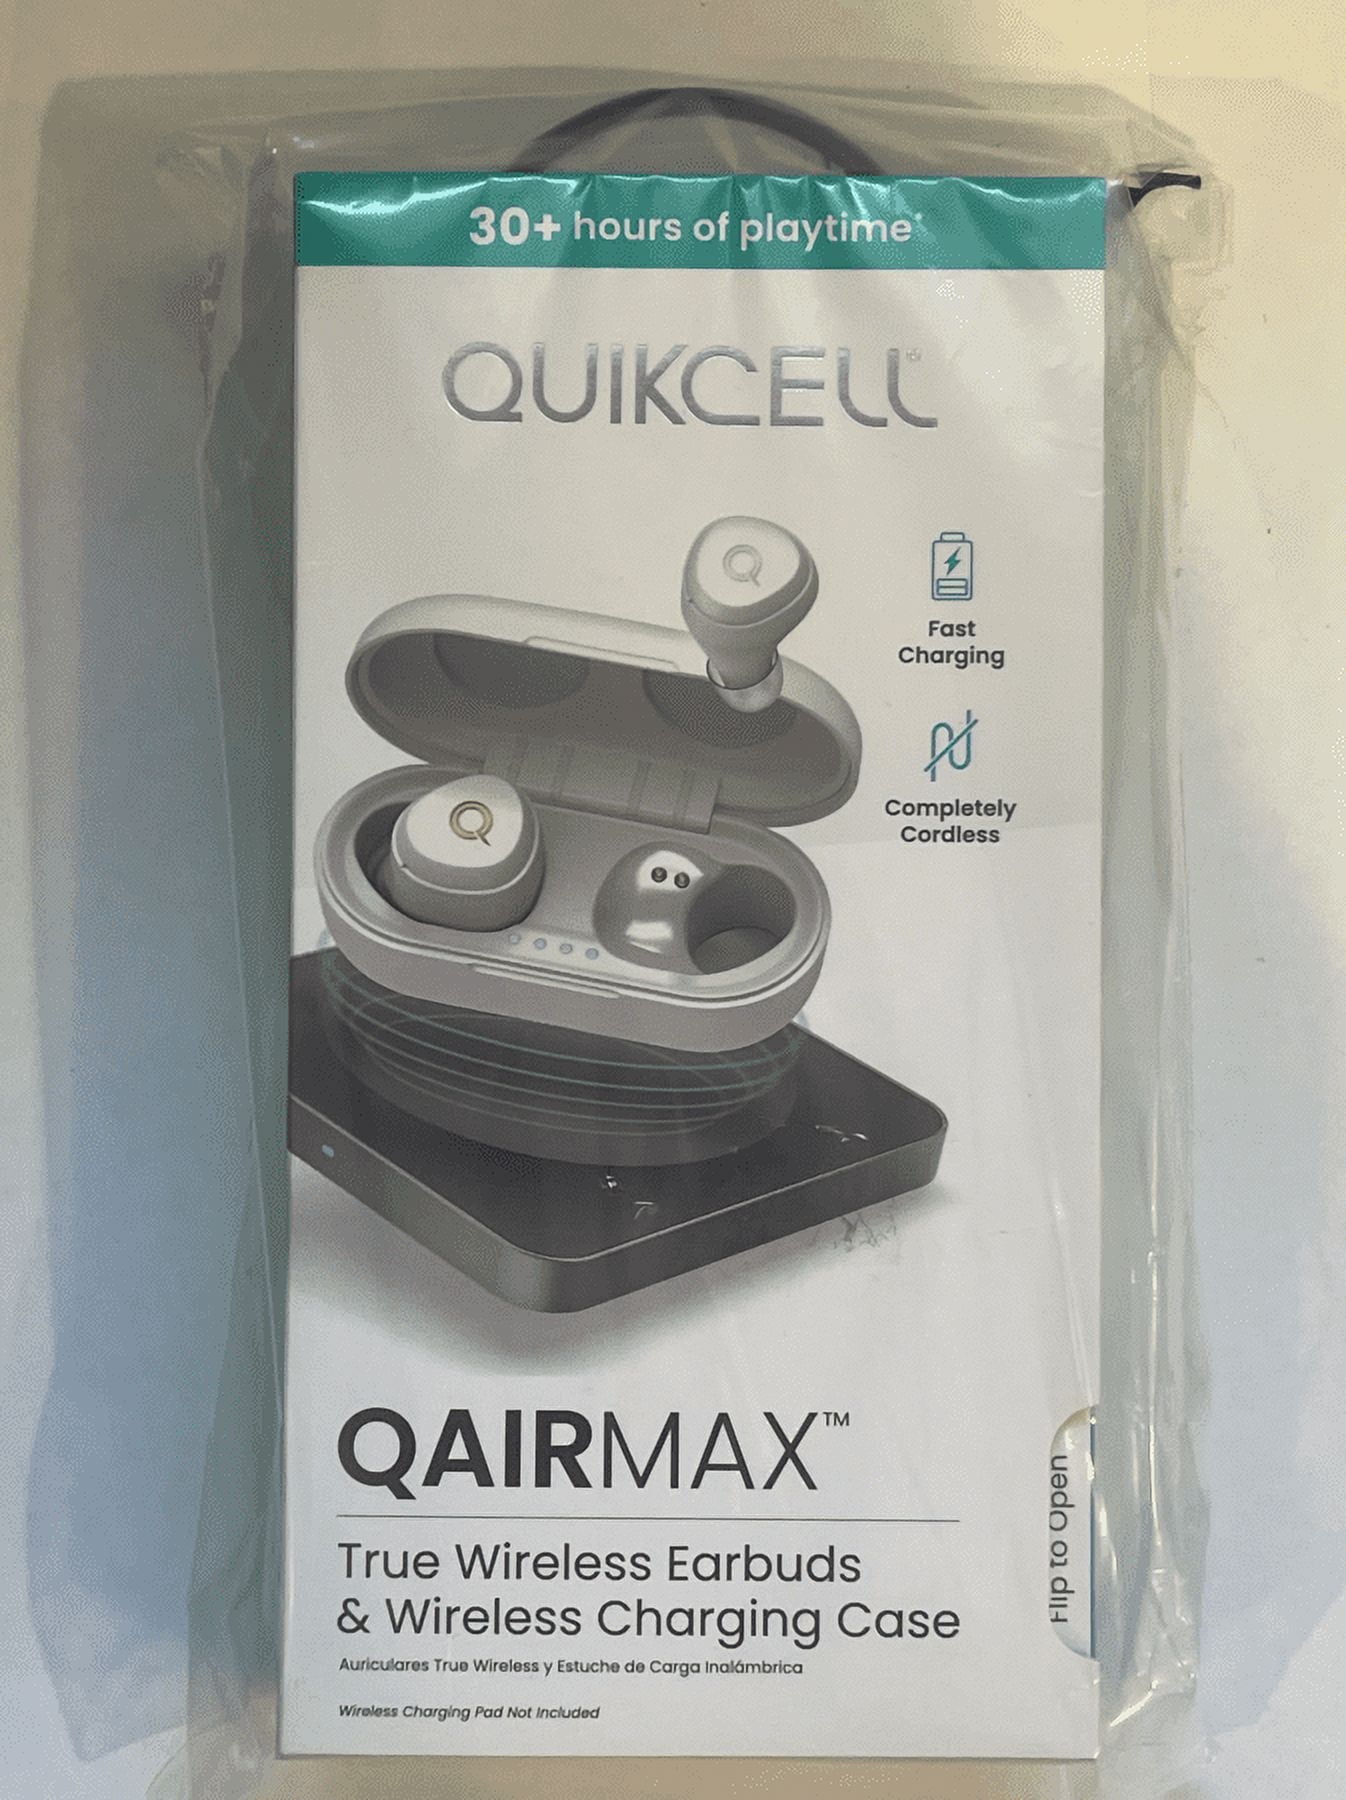 30+ hours of playtime*
QUIKCELL
Q
Fast
Charging
Q
Completely
Cordless
QAIRMAX™
True Wireless Earbuds
& Wireless Charging Case
Auriculares True Wireless y Estuche de Carga Inalámbrica
Wireless Charging Pad Not Included
Flip to Open